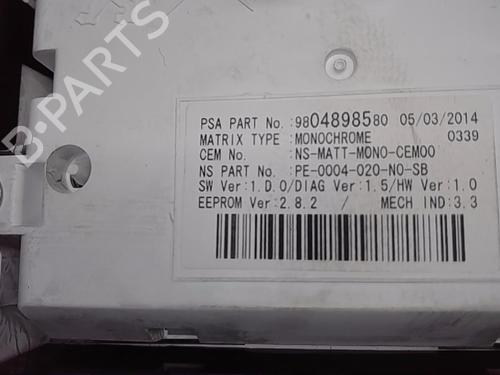 B-PARTS
PSA PART No.:9804898580 05/03/2014
MATRIX TYPE :MONOCHROME 0339
CEM No. :NS-MATT-MONO-CEM00
NS PART No. :PE-0004-020-NO-SB
SW Ver:1.D.0/DIAG Ver:1.5/HW Ver:1.0
EEPROM Ver:2.8.2 / MECH IND:3.3